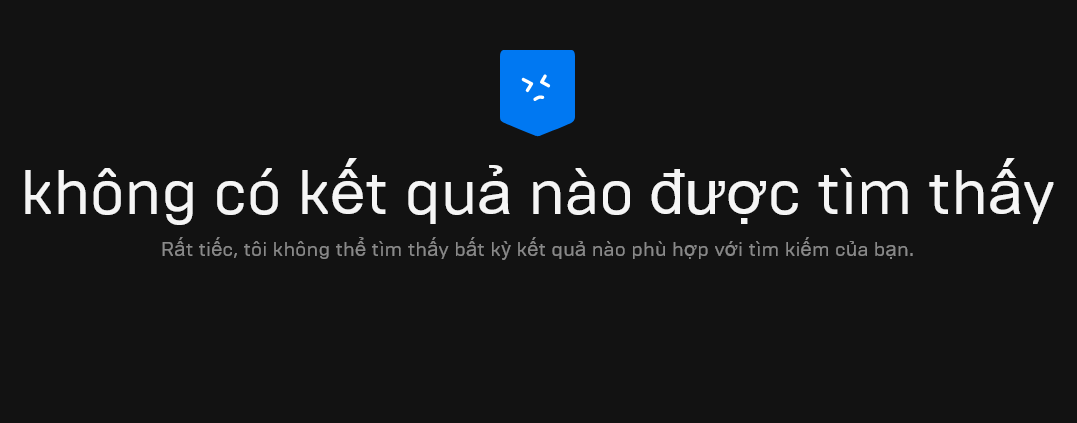 không có kết quả nào được tìm thấy
Rất tiếc, tôi không thể tìm thấy bất kỳ kết quả nào phù hợp với tìm kiếm của bạn.